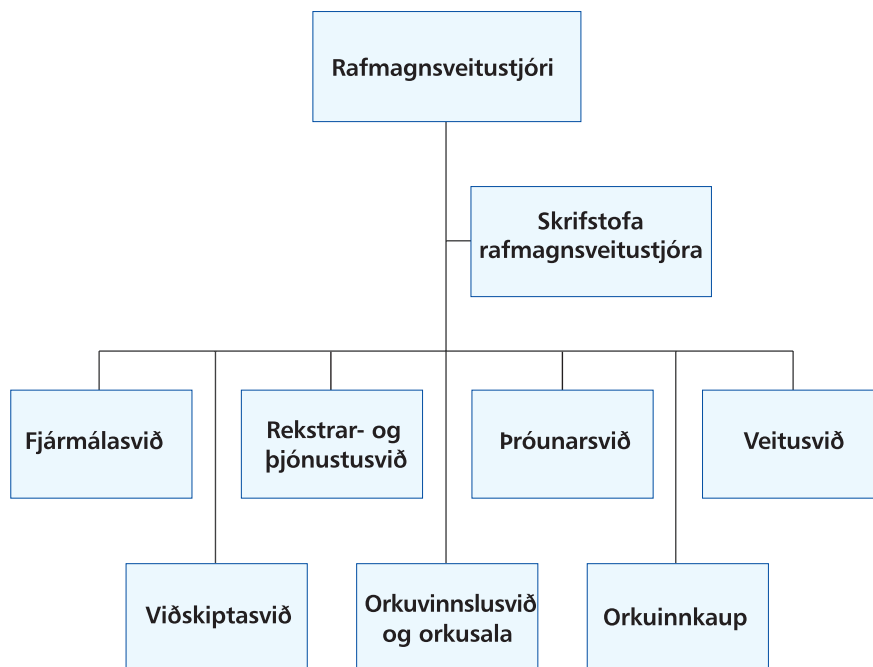 Rafmagnsveitustjóri
Skrifstofa
rafmagnsveitustjóra
Fjármálasvið
Rekstrar- og
þjónustusvið
Þróunarsvið
Veitusvið
Viðskiptasvið
Orkuvinnslusvið
og orkusala
Orkuinnkaup